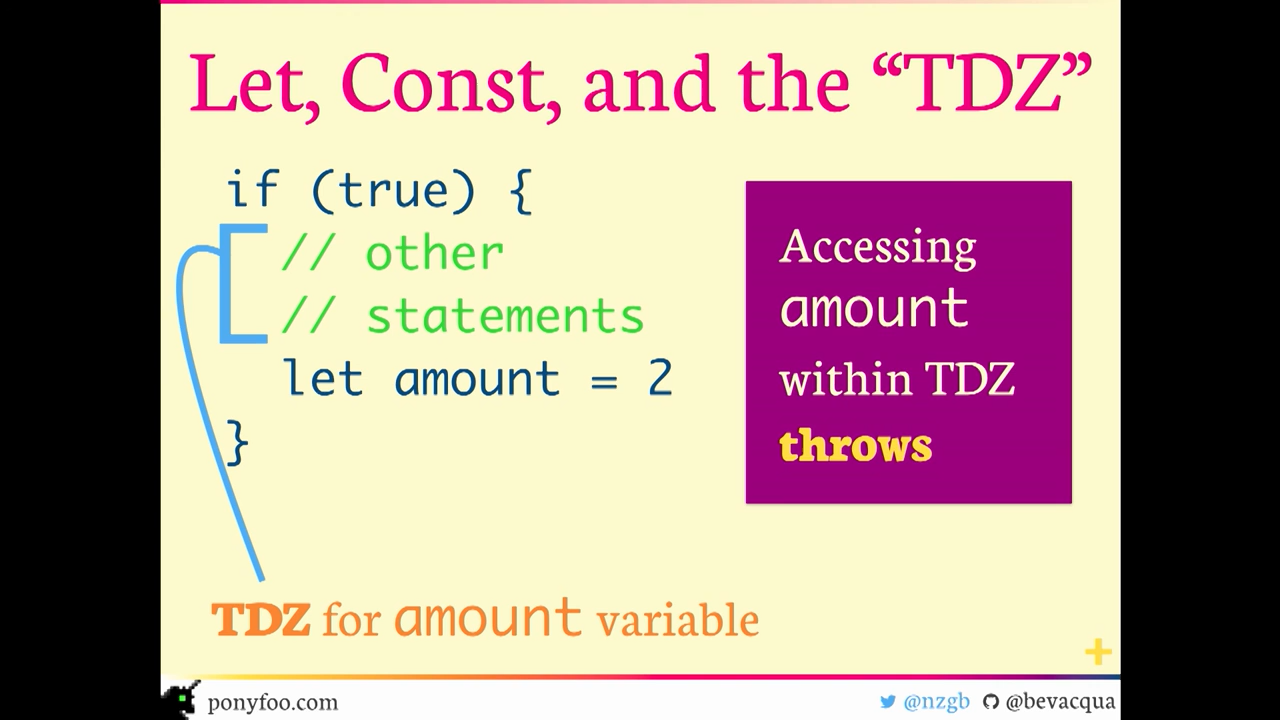 Let, Const, and the “TDZ”
if (true) {
// other
// statements
let amount = 2
}
Accessing
amount
within TDZ
throws
TDZ for amount variable
+
ponyfoo.com
@nzgb @bevacqua